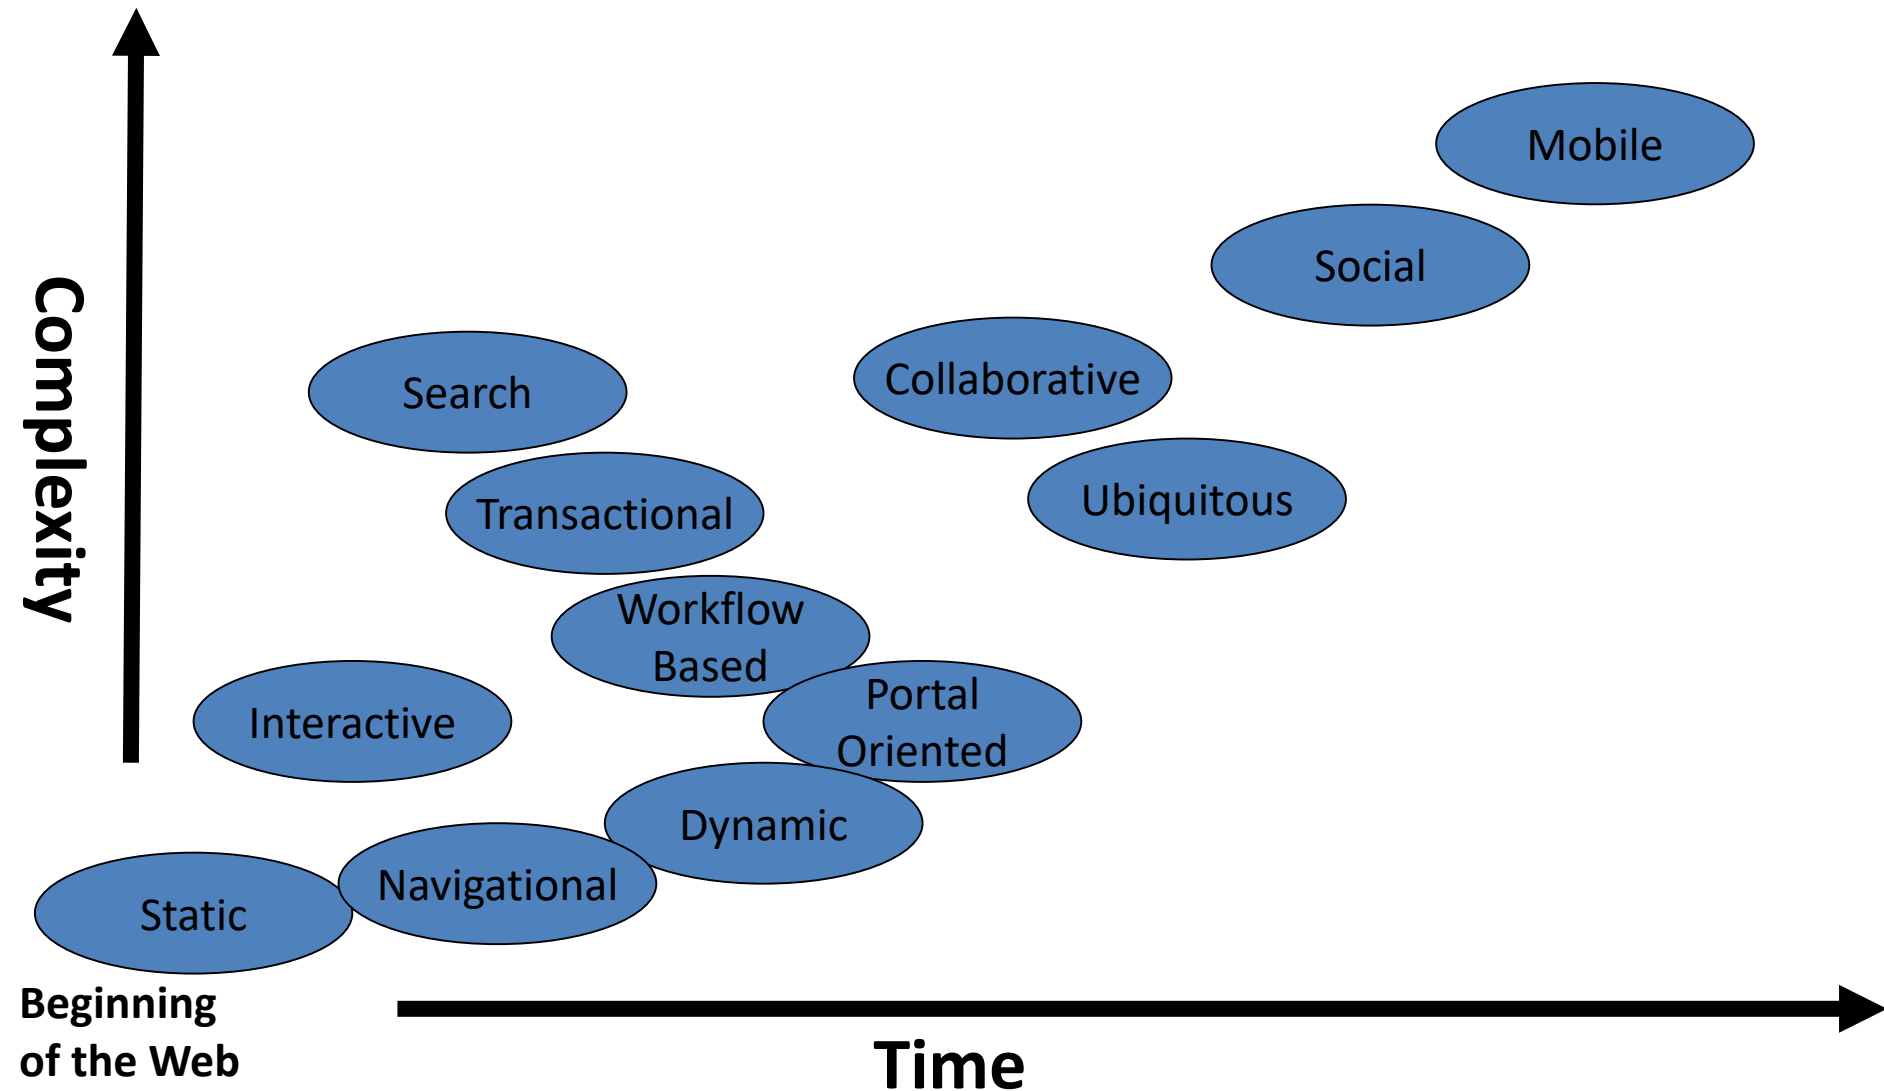 Mobile
Social
Collaborative
Search
Ubiquitous
Transactional
Workflow
Based
Portal
Oriented
Interactive
Dynamic
Navigational
Static
Complexity
Beginning
of the Web
Time